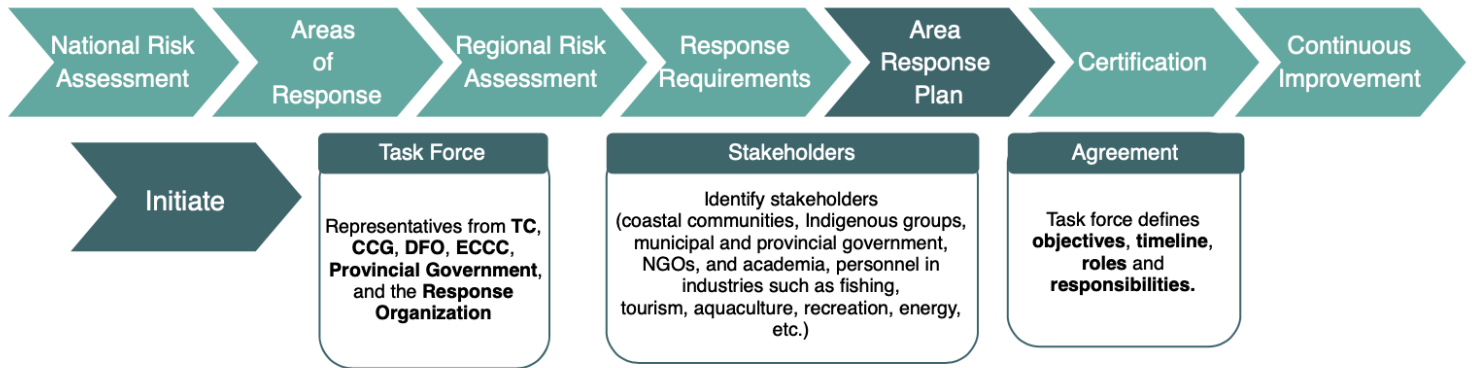 National Risk
Assessment
Areas
of
Response
Regional Risk
Assessment
Response
Requirements
Area
Response
Plan
Certification
Continuous
Improvement
Initiate
Task Force
Representatives from TC,
CCG, DFO, ECCC,
Provincial Government,
and the Response
Organization
Stakeholders
Identify stakeholders
(coastal communities, Indigenous groups,
municipal and provincial government,
NGOs, and academia, personnel in
industries such as fishing,
tourism, aquaculture, recreation, energy,
etc.)
Agreement
Task force defines
objectives, timeline,
roles and
responsibilities.